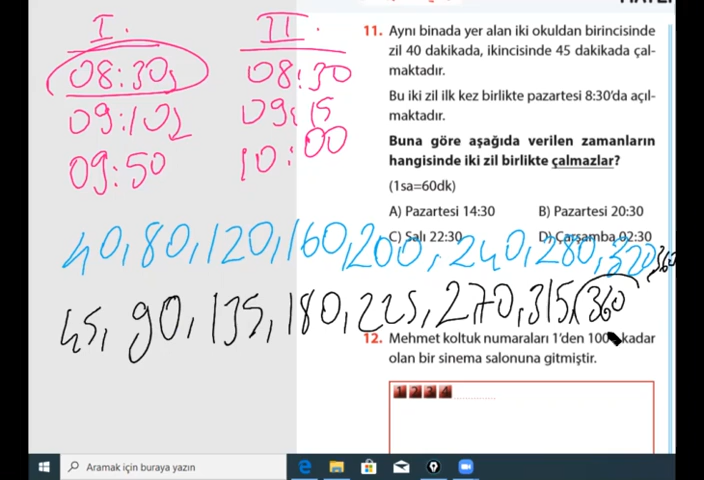 I.
08:30
09:10
09:50
II.
08:30
09:15
10:00
11. Aynı binada yer alan iki okuldan birincisinde
zil 40 dakikada, ikincisinde 45 dakikada çal-
maktadır.
Bu iki zil ilk kez birlikte pazartesi 8:30'da açıl-
maktadır.
Buna göre aşağıda verilen zamanların
hangisinde iki zil birlikte çalmazlar?
(1sa=60dk)
A) Pazartesi 14:30 B) Pazartesi 20:30
C) Salı 22:30 D) Çarşamba 02:30
40, 80, 120, 160, 200, 240, 280, 320, 360
45, 90, 135, 180, 225, 270, 315, 360
12. Mehmet koltuk numaraları 1'den 100 kadar
olan bir sinema salonuna gitmiştir.
1 2 3 4
Aramak için buraya yazın